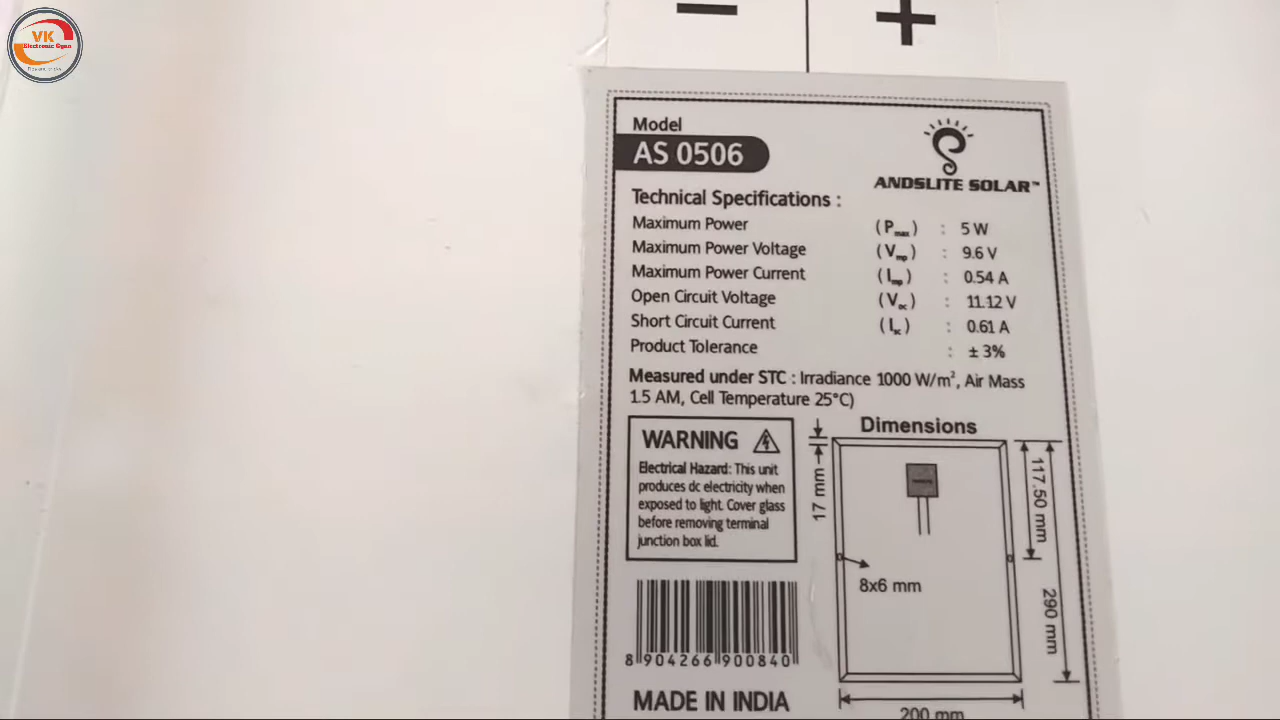 VK
Electronic Gyan
−
+
Model
AS 0506
ANDSLITE SOLAR™
Technical Specifications :
Maximum Power (Pmax) : 5 W
Maximum Power Voltage (Vmp) : 9.6 V
Maximum Power Current (Imp) : 0.54 A
Open Circuit Voltage (Voc) : 11.12 V
Short Circuit Current (Isc) : 0.61 A
Product Tolerance : ± 3%
Measured under STC : Irradiance 1000 W/m², Air Mass
1.5 AM, Cell Temperature 25°C)
WARNING
Electrical Hazard: This unit
produces dc electricity when
exposed to light. Cover glass
before removing terminal
junction box lid.
Dimensions
17 mm
117.50 mm
8x6 mm
290 mm
200 mm
8 904266 900840
MADE IN INDIA